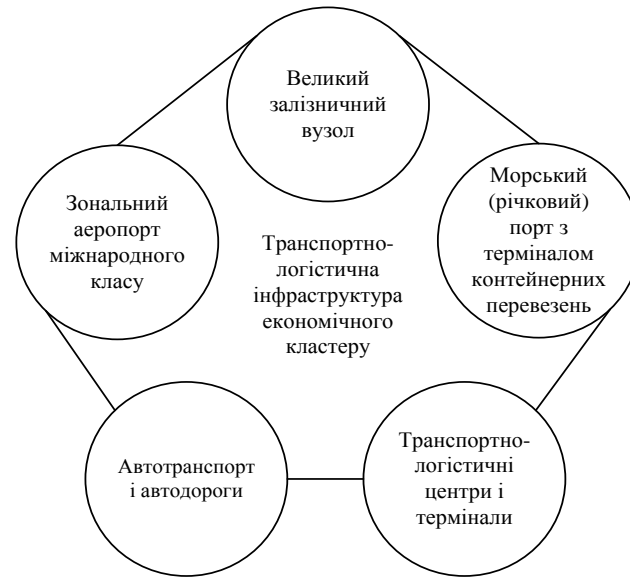 Великий
залізничний
вузол
Зональний
аеропорт
міжнародного
класу
Морський
(річковий)
порт з
терміналом
контейнерних
перевезень
Транспортно-
логістична
інфраструктура
економічного
кластеру
Автотранспорт
і автодороги
Транспортно-
логістичні
центри і
термінали